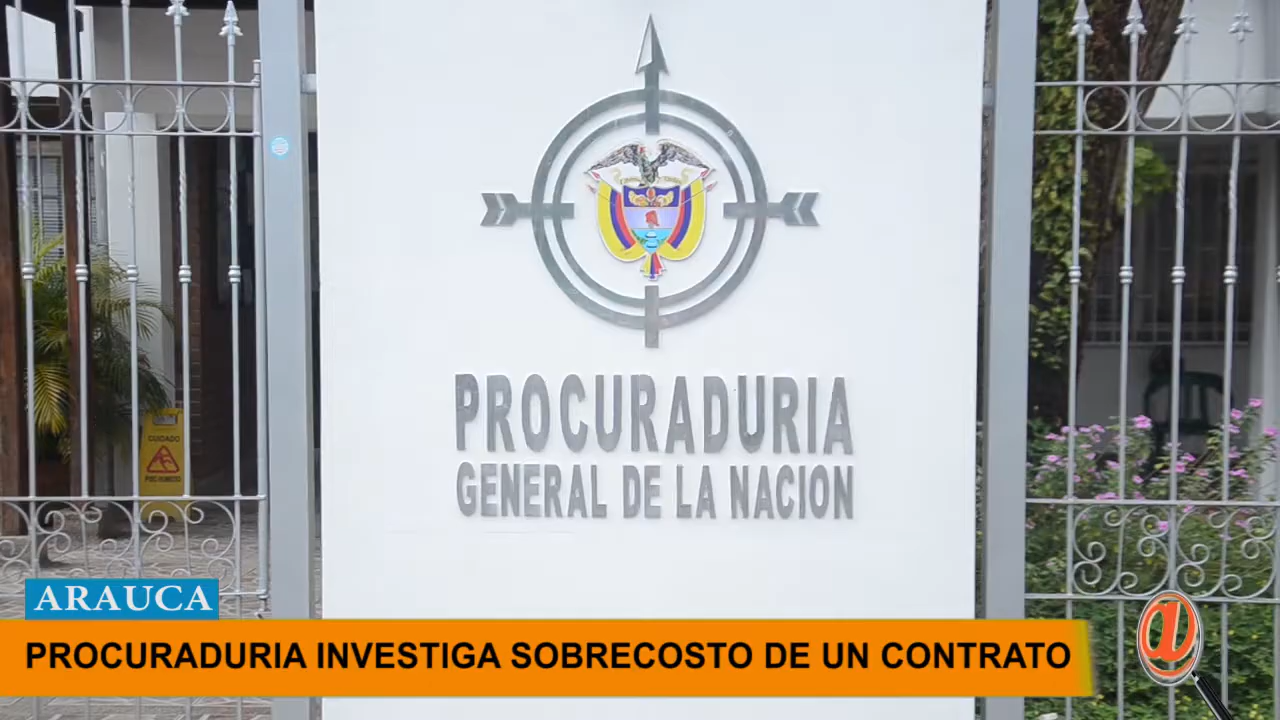 PROCURADURIA
GENERAL DE LA NACION
CUIDADO
PISO HUMEDO
ARAUCA
PROCURADURIA INVESTIGA SOBRECOSTO DE UN CONTRATO
@